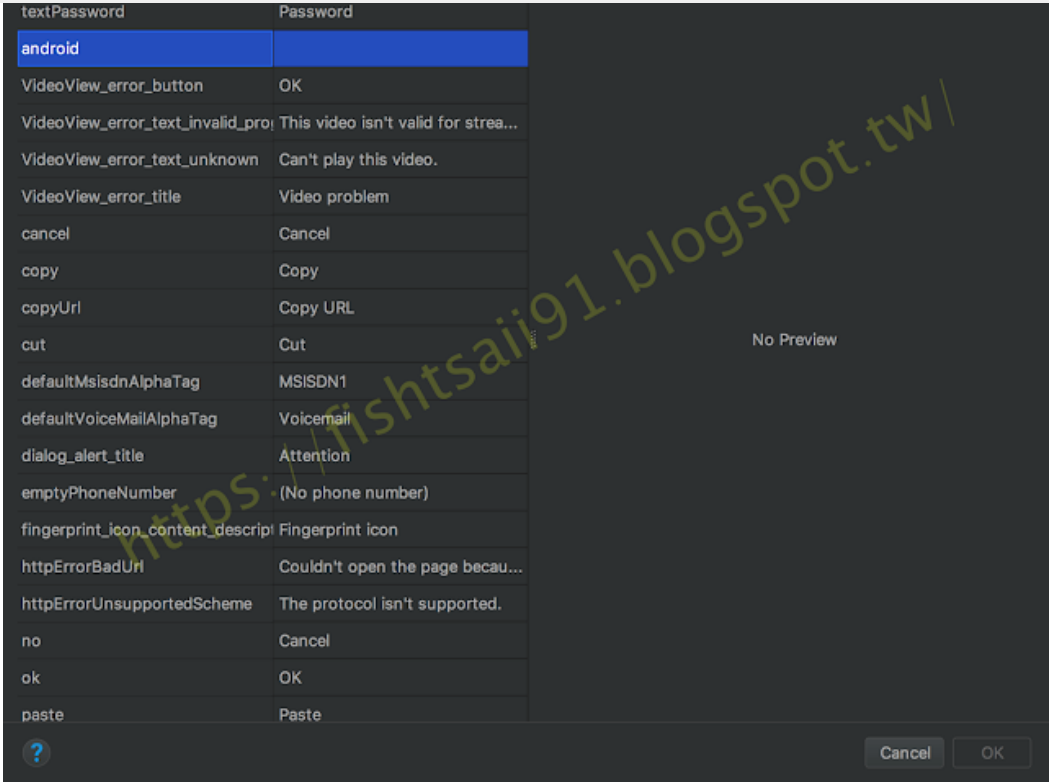 textPassword Password
android
VideoView_error_button OK
VideoView_error_text_invalid_pro This video isn't valid for strea...
VideoView_error_text_unknown Can't play this video.
VideoView_error_title Video problem
cancel Cancel
copy Copy
copyUrl Copy URL
cut Cut
defaultMsisdnAlphaTag MSISDN1
defaultVoiceMailAlphaTag Voicemail
dialog_alert_title Attention
emptyPhoneNumber (No phone number)
fingerprint_icon_content_descript Fingerprint icon
httpErrorBadUrl Couldn't open the page becau...
httpErrorUnsupportedScheme The protocol isn't supported.
no Cancel
ok OK
paste Paste
No Preview
https://fishtsaii91.blogspot.tw/
?
Cancel OK